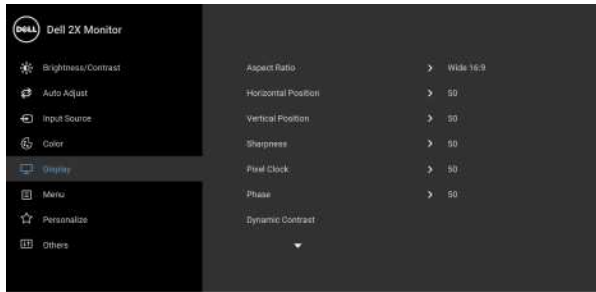 DELL Dell 2X Monitor
Brightness/Contrast
Auto Adjust
Input Source
Color
Display
Menu
Personalize
Others
Aspect Ratio > Wide 16:9
Horizontal Position > 50
Vertical Position > 50
Sharpness > 50
Pixel Clock > 50
Phase > 50
Dynamic Contrast